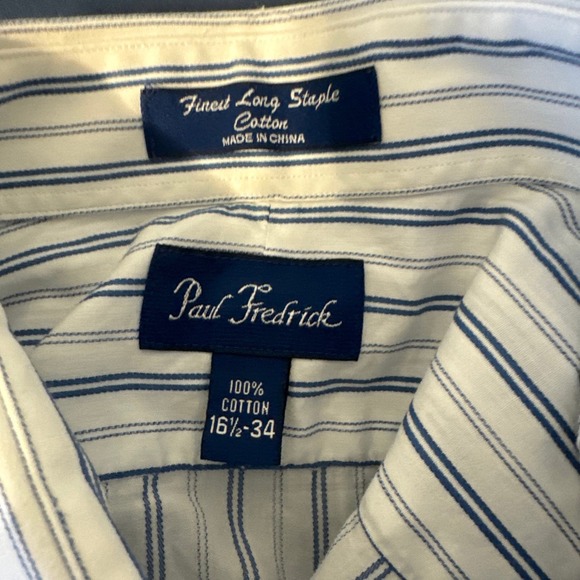 Finest Long Staple
Cotton
MADE IN CHINA
Paul Fredrick
100%
COTTON
16½-34